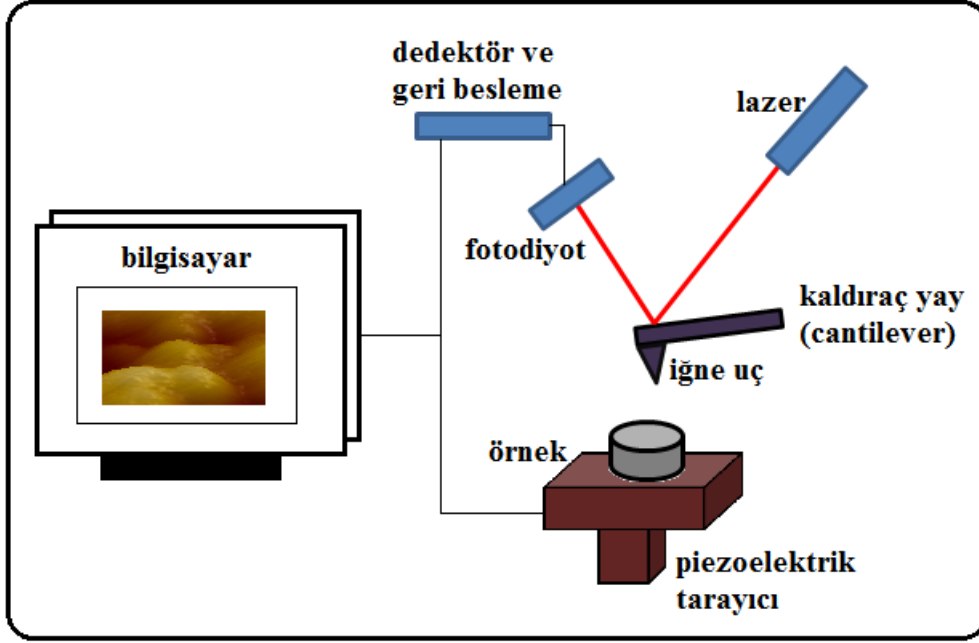 dedektör ve
geri besleme
lazer
fotodiyot
bilgisayar
kaldıraç yay
(cantilever)
iğne uç
örnek
piezoelektrik
tarayıcı